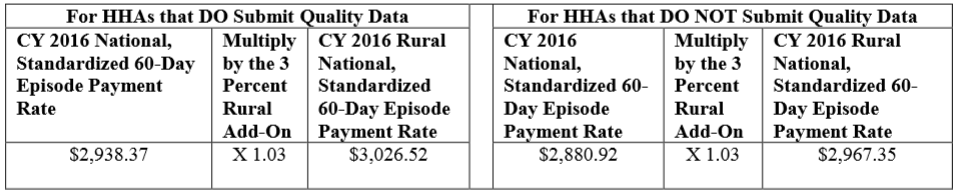 For HHAs that DO Submit Quality Data
CY 2016 National,
Standardized 60-Day
Episode Payment
Rate
Multiply
by the 3
Percent
Rural
Add-On
CY 2016 Rural
National,
Standardized
60-Day Episode
Payment Rate
$2,938.37
X 1.03
$3,026.52
For HHAs that DO NOT Submit Quality Data
CY 2016
National,
Standardized 60-
Day Episode
Payment Rate
Multiply
by the 3
Percent
Rural
Add-On
CY 2016 Rural
National,
Standardized 60-
Day Episode
Payment Rate
$2,880.92
X 1.03
$2,967.35